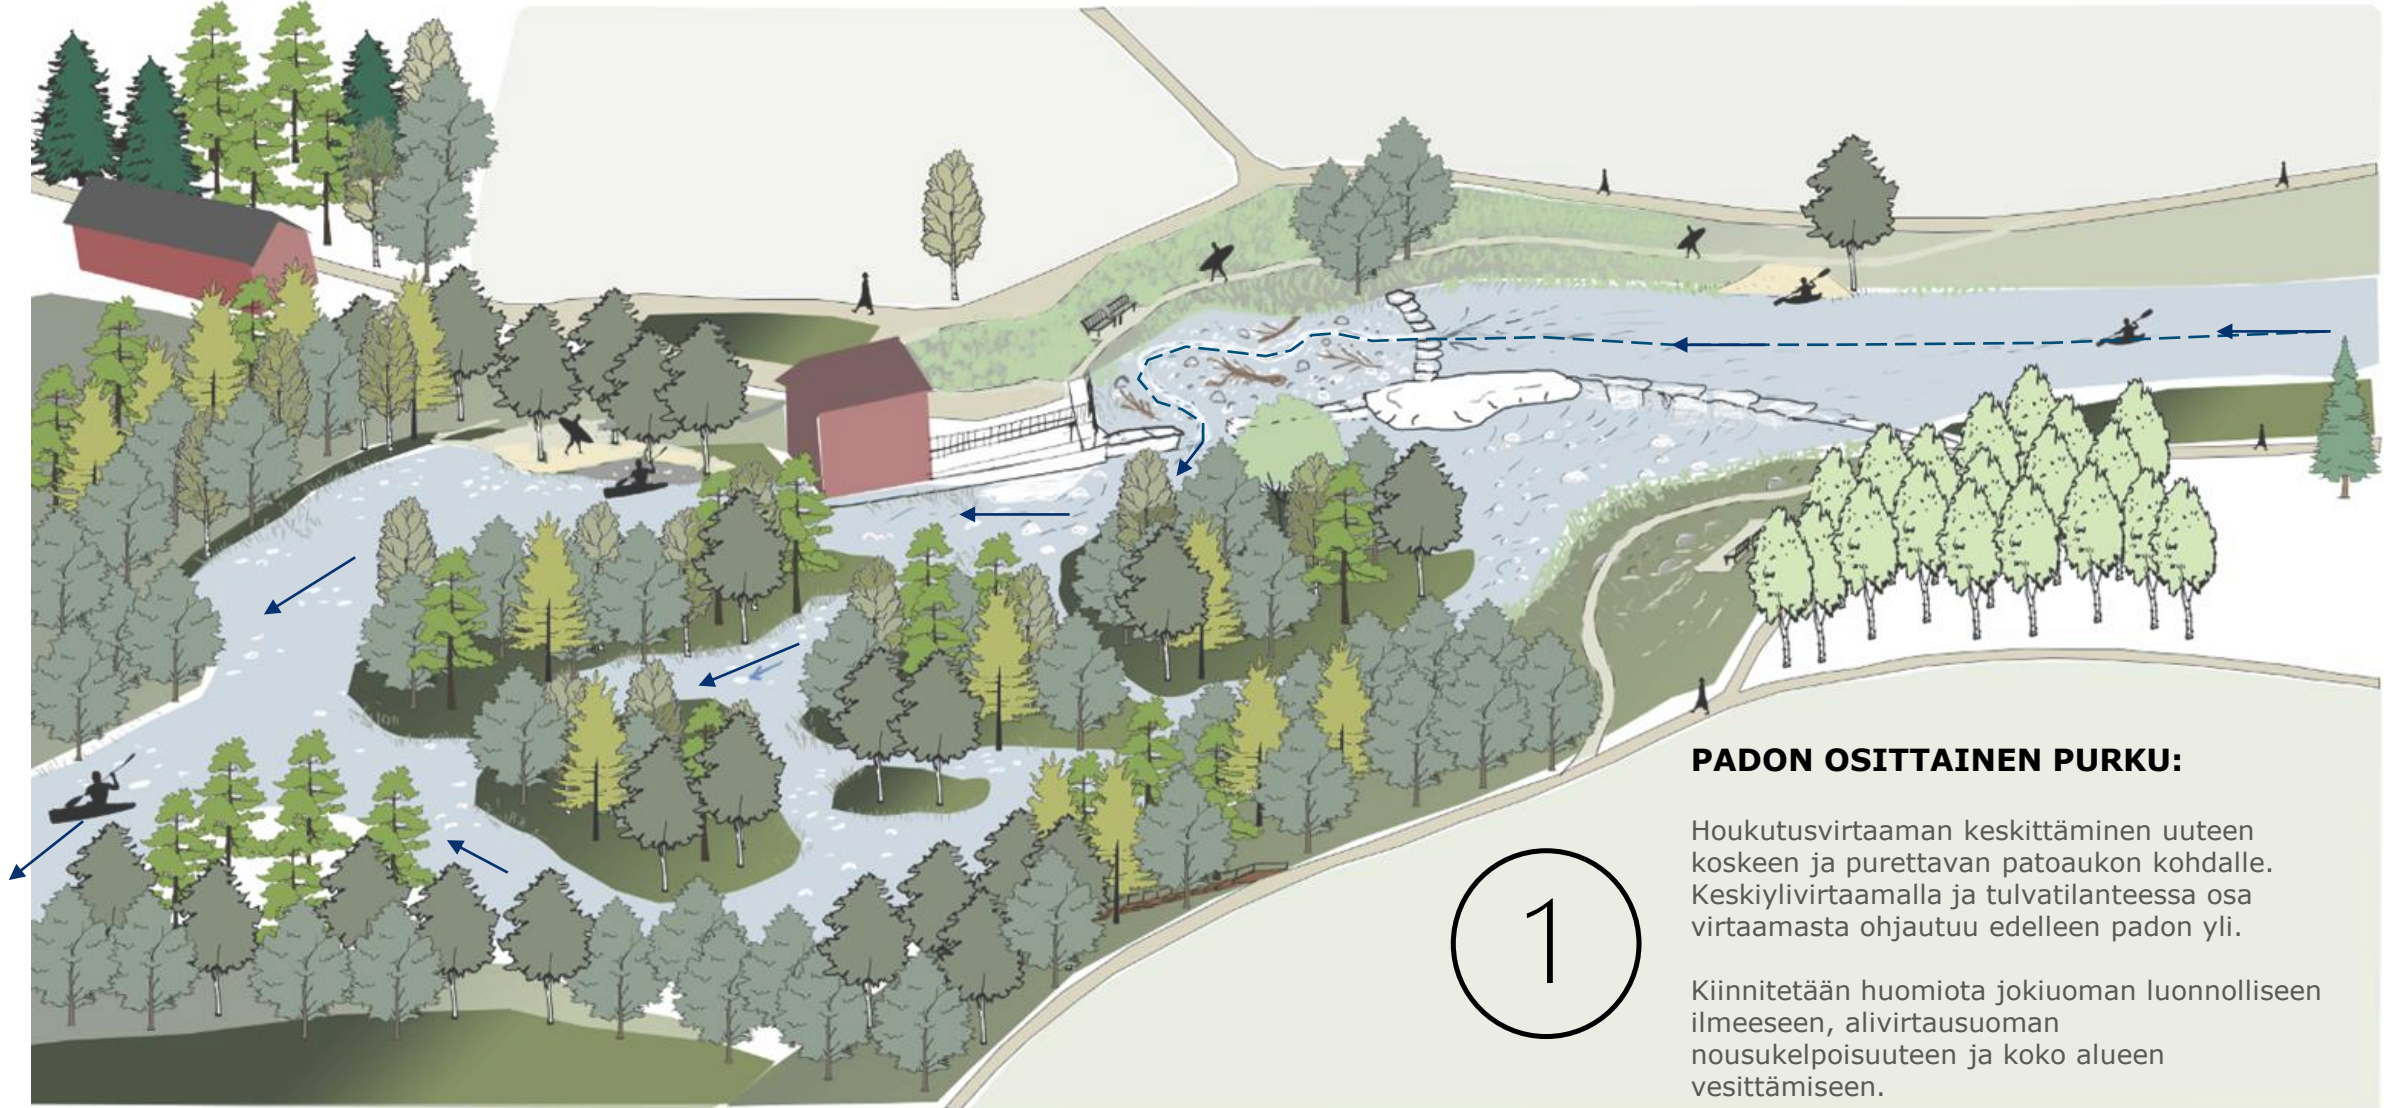 PADON OSITTAINEN PURKU:
Houkutusvirtaaman keskittäminen uuteen
koskeen ja purettavan patoaukon kohdalle.
Keskiylivirtaamalla ja tulvatilanteessa osa
virtaamasta ohjautuu edelleen padon yli.
1
Kiinnitetään huomiota jokiuoman luonnolliseen
ilmeeseen, alivirtausuoman
nousukelpoisuuteen ja koko alueen
vesittämiseen.